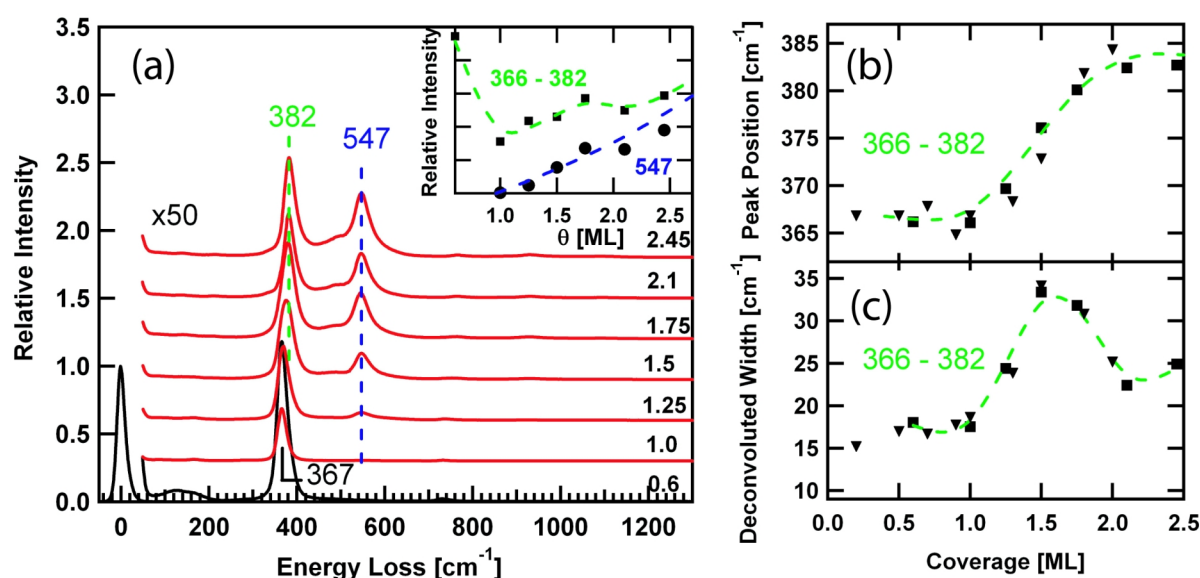 (a)
3.5
3.0
2.5
2.0
1.5
1.0
0.5
0.0
Relative Intensity
x50
382
547
367
2.45
2.1
1.75
1.5
1.25
1.0
0.6
0 200 400 600 800 1000 1200
Energy Loss [cm-1]
Relative Intensity
366 - 382
547
1.0 1.5 2.0 2.5
θ [ML]
(b)
385
380
375
370
365
Peak Position [cm-1]
366 - 382
(c)
35
30
25
20
15
10
Deconvoluted Width [cm-1]
366 - 382
0.0 0.5 1.0 1.5 2.0 2.5
Coverage [ML]